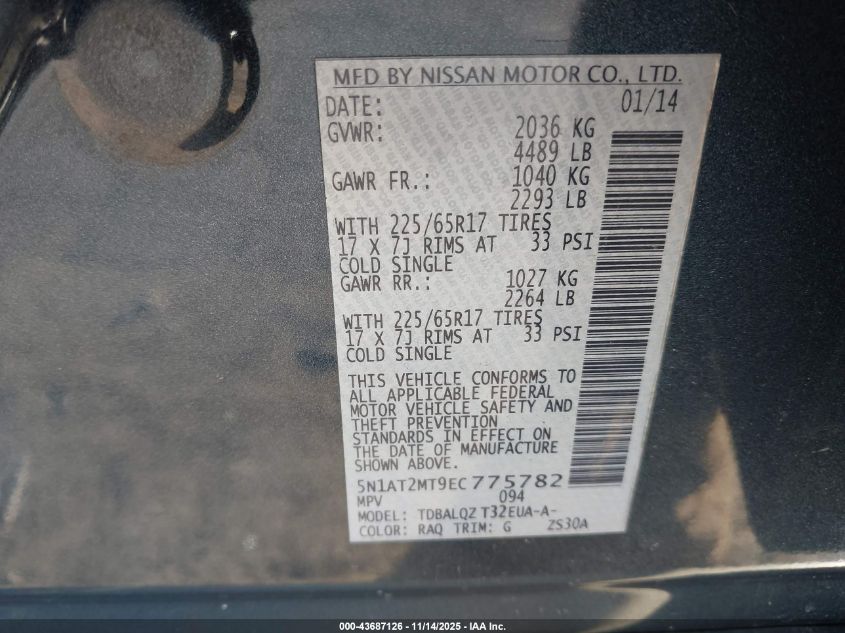 MFD BY NISSAN MOTOR CO., LTD.
DATE: 01/14
GVWR: 2036 KG
4489 LB
GAWR FR.: 1040 KG
2293 LB
WITH 225/65R17 TIRES
17 X 7J RIMS AT 33 PSI
COLD SINGLE
GAWR RR.: 1027 KG
2264 LB
WITH 225/65R17 TIRES
17 X 7J RIMS AT 33 PSI
COLD SINGLE
THIS VEHICLE CONFORMS TO
ALL APPLICABLE FEDERAL
MOTOR VEHICLE SAFETY AND
THEFT PREVENTION
STANDARDS IN EFFECT ON
THE DATE OF MANUFACTURE
SHOWN ABOVE.
5N1AT2MT9EC775782
MPV 094
MODEL: TDBALQZ T32EUA-A-
COLOR: RAQ TRIM: G ZS30A
000-43687126 - 11/14/2025 - IAA Inc.